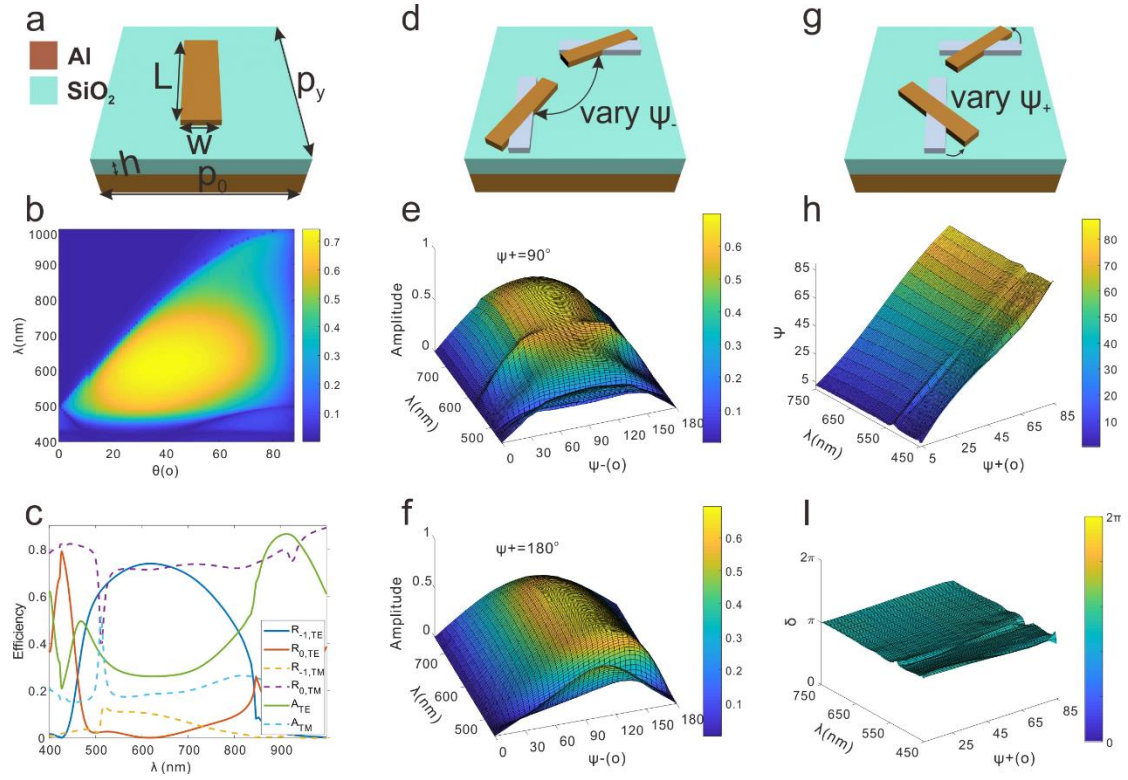 a
Al
SiO₂
L
w
h
p₀
p_y
d
vary ψ₋
g
vary ψ₊
b
1000
900
800
700
600
500
400
λ(nm)
0
20
40
60
80
θ(o)
0.7
0.6
0.5
0.4
0.3
0.2
0.1
e
ψ+=90°
1
0.5
0
Amplitude
700
600
500
λ(nm)
0
30
60
90
120
150
180
ψ-(o)
0.6
0.5
0.4
0.3
0.2
0.1
h
80
60
45
25
5
Ψ
750
650
550
450
λ(nm)
5
25
45
65
85
ψ+(o)
80
70
60
50
40
30
20
10
c
0.8
0.6
0.4
0.2
0
Efficiency
400
500
600
700
800
900
λ (nm)
R₋₁,TE
R₀,TE
R₋₁,TM
R₀,TM
A_TE
A_TM
f
ψ+=180°
1
0.5
0
Amplitude
700
600
500
λ(nm)
0
30
60
90
120
150
180
ψ-(o)
0.6
0.5
0.4
0.3
0.2
0.1
I
2π
π
0
δ
750
650
550
450
λ(nm)
25
45
65
85
ψ+(o)
2π
0